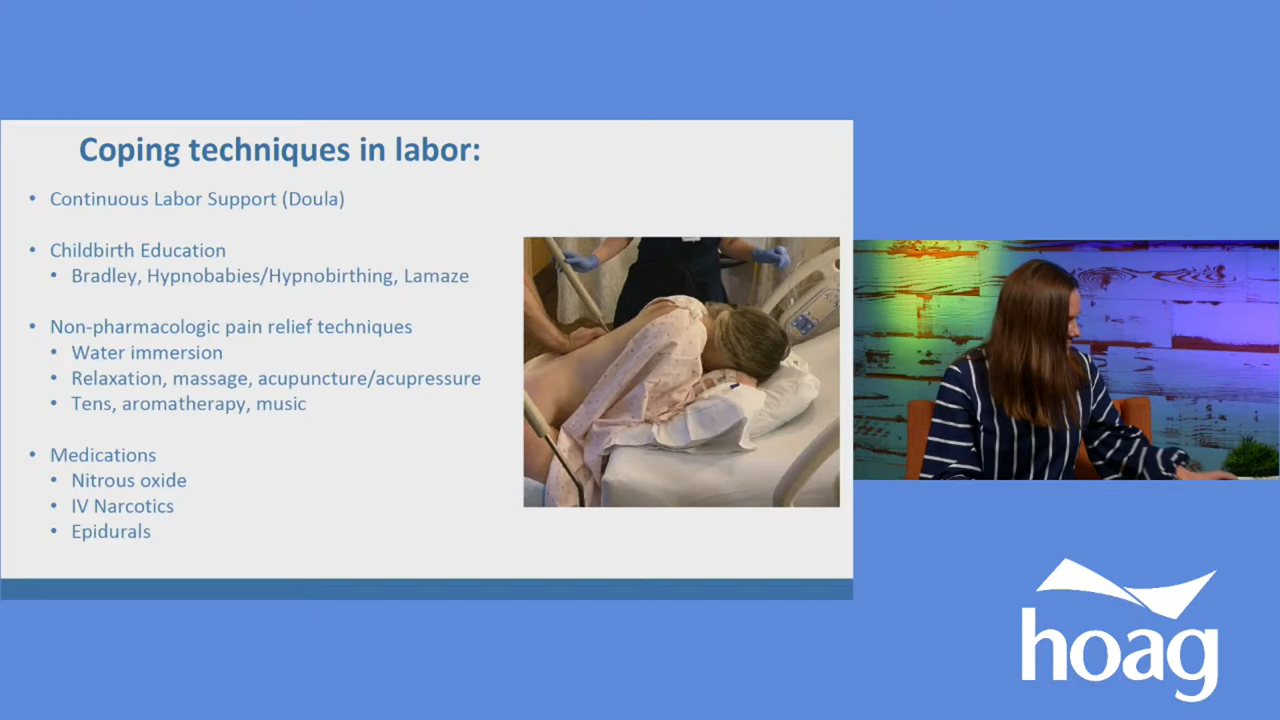 Coping techniques in labor:
• Continuous Labor Support (Doula)
• Childbirth Education
• Bradley, Hypnobabies/Hypnobirthing, Lamaze
• Non-pharmacologic pain relief techniques
• Water immersion
• Relaxation, massage, acupuncture/acupressure
• Tens, aromatherapy, music
• Medications
• Nitrous oxide
• IV Narcotics
• Epidurals
hoag